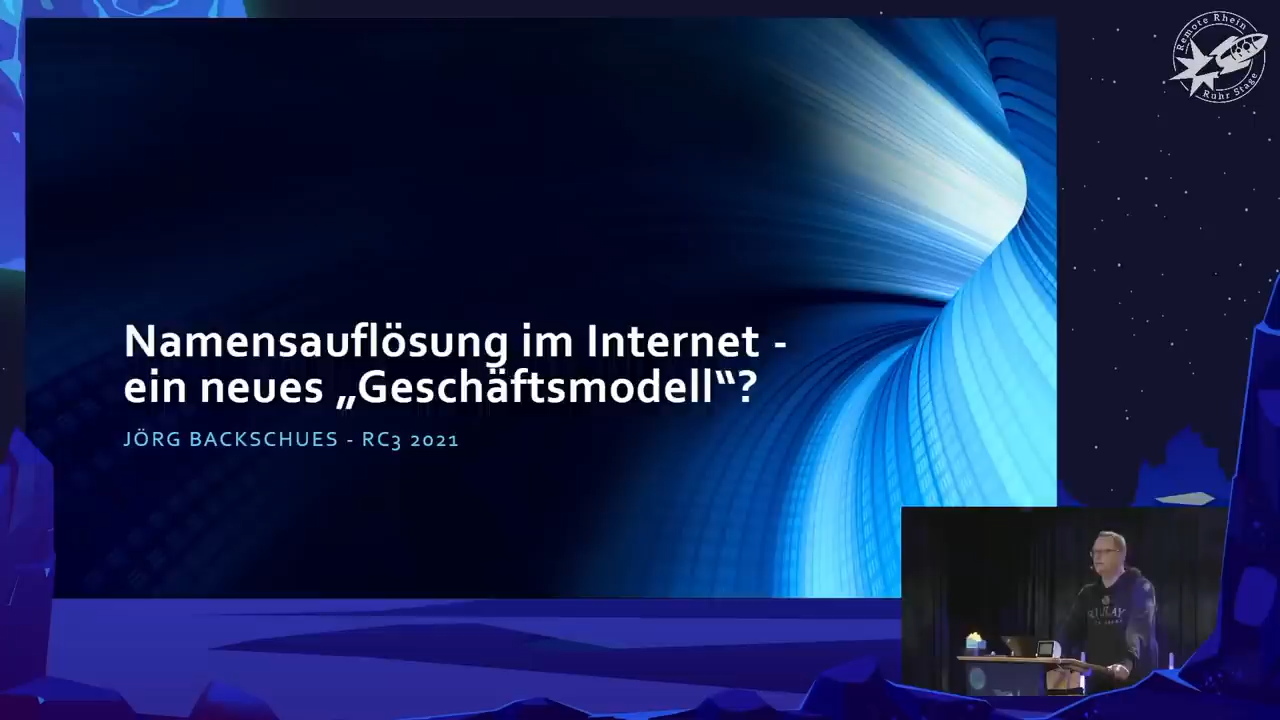 Remote Rhein
Ruhr Stage
Namensauflösung im Internet -
ein neues „Geschäftsmodell“?
JÖRG BACKSCHUES - RC3 2021